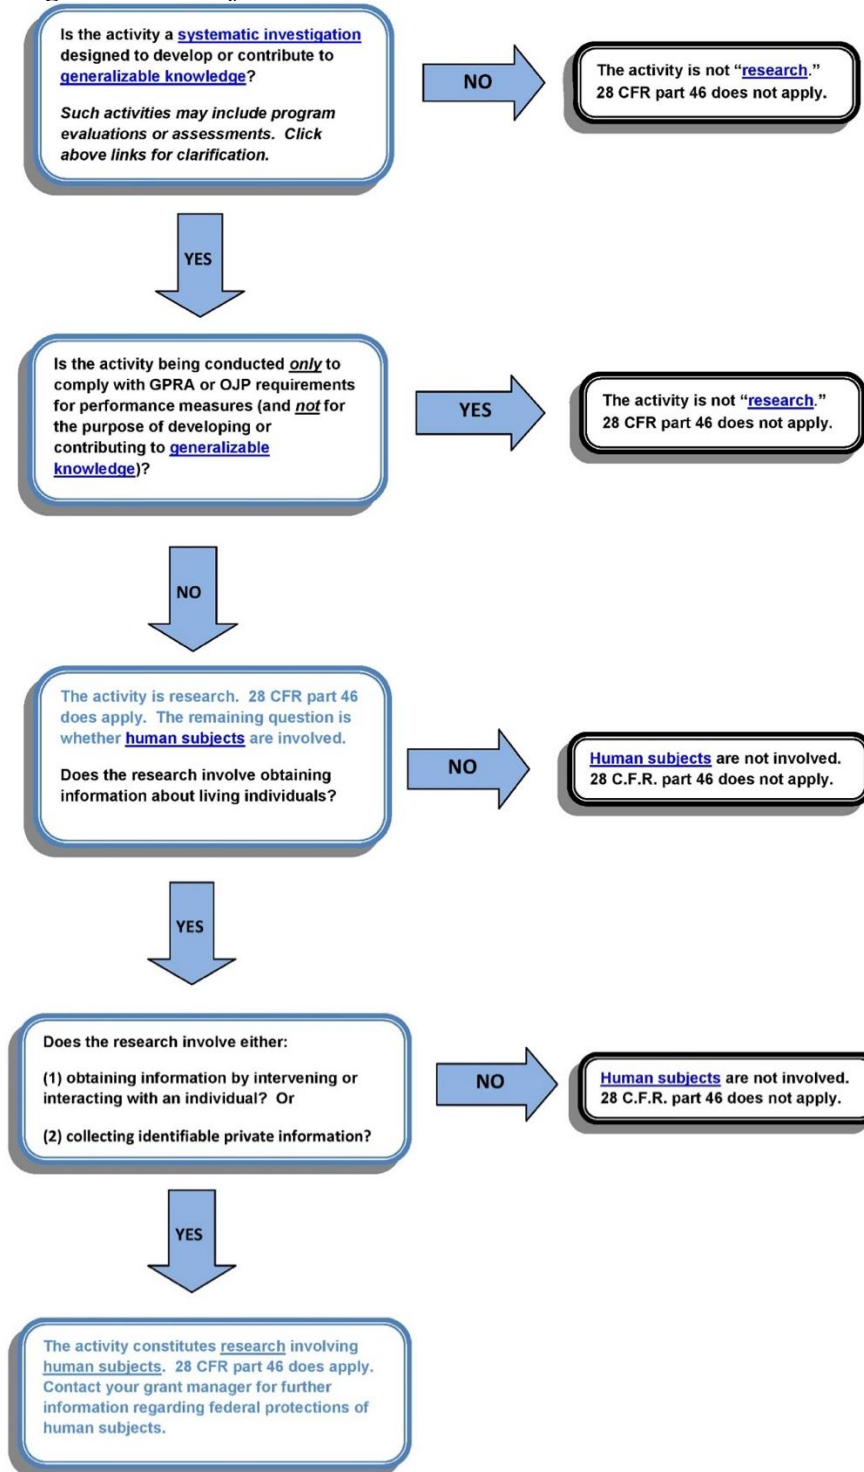 Is the activity a systematic investigation
designed to develop or contribute to
generalizable knowledge?
Such activities may include program
evaluations or assessments. Click
above links for clarification.
NO
The activity is not “research.”
28 CFR part 46 does not apply.
YES
Is the activity being conducted only to
comply with GPRA or OJP requirements
for performance measures (and not for
the purpose of developing or
contributing to generalizable
knowledge)?
YES
The activity is not “research.”
28 CFR part 46 does not apply.
NO
The activity is research. 28 CFR part 46
does apply. The remaining question is
whether human subjects are involved.
Does the research involve obtaining
information about living individuals?
NO
Human subjects are not involved.
28 C.F.R. part 46 does not apply.
YES
Does the research involve either:
(1) obtaining information by intervening or
interacting with an individual? Or
(2) collecting identifiable private information?
NO
Human subjects are not involved.
28 C.F.R. part 46 does not apply.
YES
The activity constitutes research involving
human subjects. 28 CFR part 46 does apply.
Contact your grant manager for further
information regarding federal protections of
human subjects.